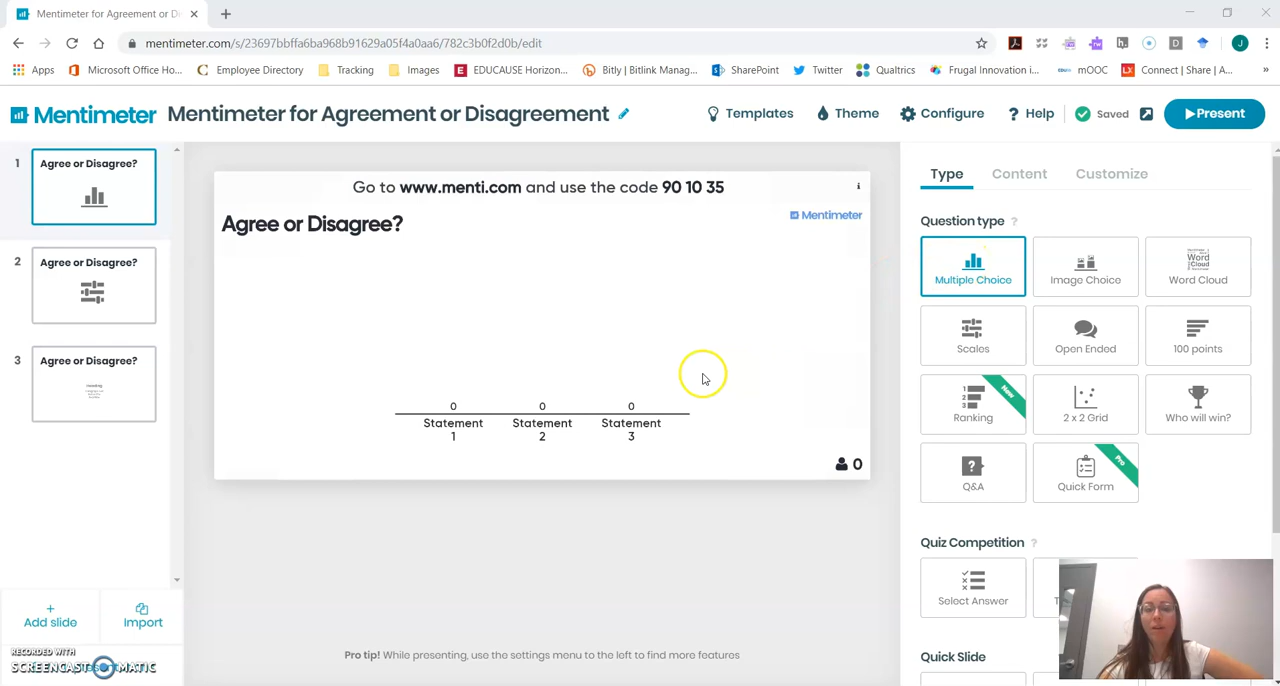 Mentimeter for Agreement or Di
mentimeter.com/s/23697bbffa6ba968b91629a05f4a0aa6/782c3b0f2d0b/edit
Apps Microsoft Office Ho... Employee Directory Tracking Images EDUCAUSE Horizon... Bitly | Bitlink Manag... SharePoint Twitter Qualtrics Frugal Innovation i... mOOC Connect | Share | A...
Mentimeter Mentimeter for Agreement or Disagreement Templates Theme Configure ? Help Saved Present
1 Agree or Disagree?
2 Agree or Disagree?
3 Agree or Disagree?
+ Add slide
Import
RECORDED WITH
SCREENCAST MATIC
Go to www.menti.com and use the code 90 10 35
i
Mentimeter
Agree or Disagree?
0 0 0
Statement Statement Statement
1 2 3
0
Pro tip! While presenting, use the settings menu to the left to find more features
Type Content Customize
Question type ?
Multiple Choice Image Choice Word Cloud
Scales Open Ended 100 points
New
Ranking 2 x 2 Grid Who will win?
Pro
Q&A Quick Form
Quiz Competition ?
Select Answer T
Quick Slide